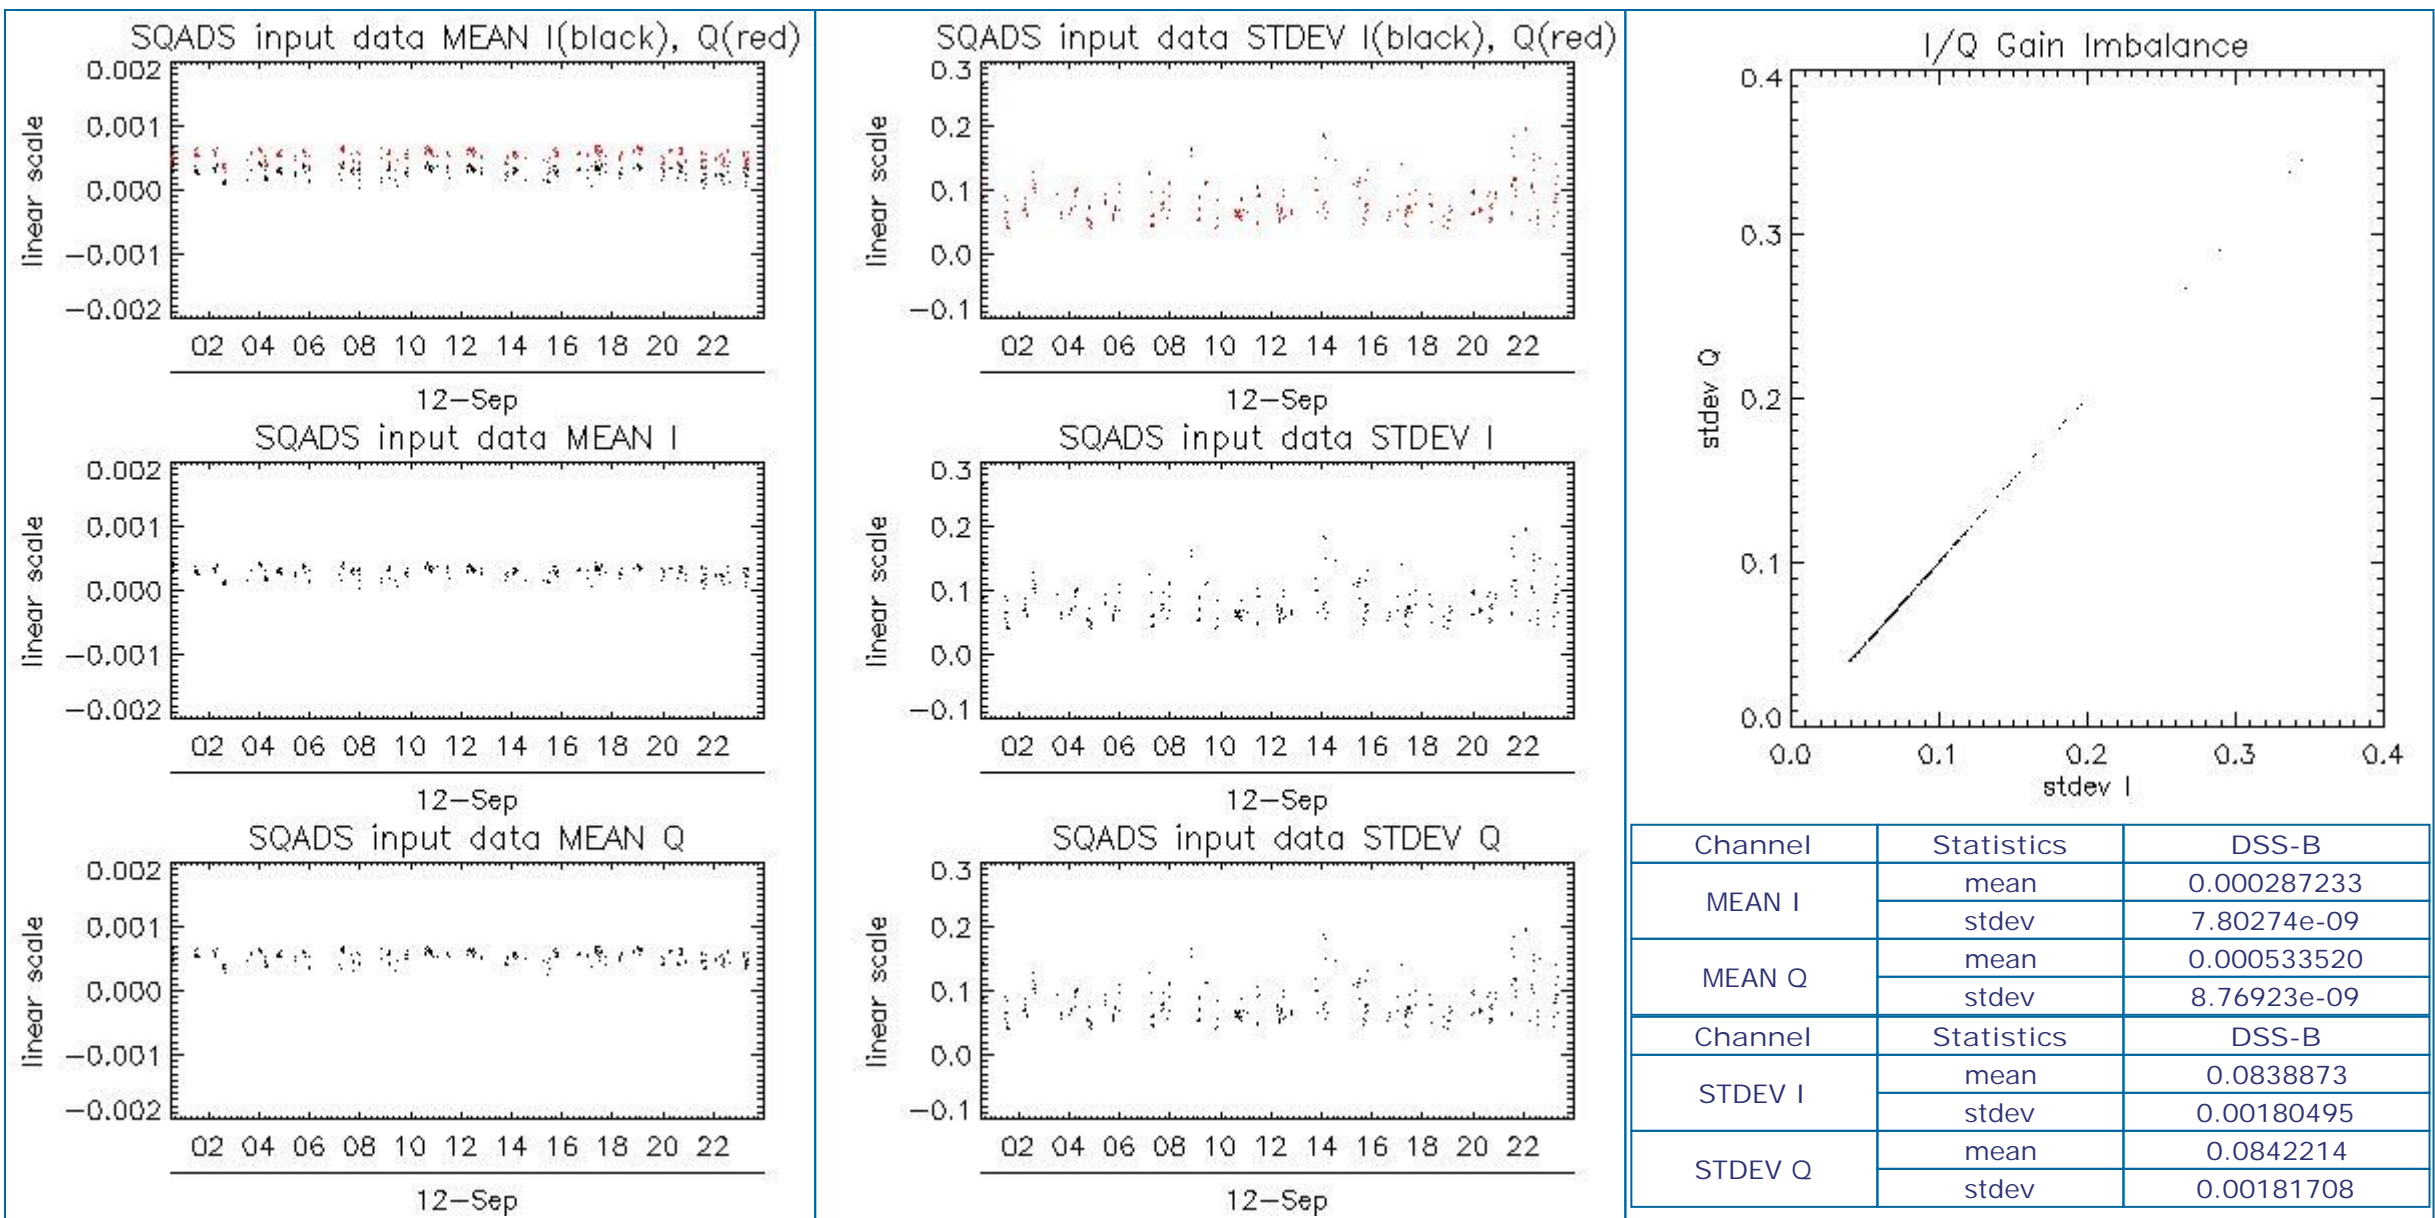 SQADS input data MEAN I(black), Q(red)
0.002
0.001
0.000
−0.001
−0.002
linear scale
02 04 06 08 10 12 14 16 18 20 22
12−Sep
SQADS input data MEAN I
0.002
0.001
0.000
−0.001
−0.002
linear scale
02 04 06 08 10 12 14 16 18 20 22
12−Sep
SQADS input data MEAN Q
0.002
0.001
0.000
−0.001
−0.002
linear scale
02 04 06 08 10 12 14 16 18 20 22
12−Sep
SQADS input data STDEV I(black), Q(red)
0.3
0.2
0.1
0.0
−0.1
linear scale
02 04 06 08 10 12 14 16 18 20 22
12−Sep
SQADS input data STDEV I
0.3
0.2
0.1
0.0
−0.1
linear scale
02 04 06 08 10 12 14 16 18 20 22
12−Sep
SQADS input data STDEV Q
0.3
0.2
0.1
0.0
−0.1
linear scale
02 04 06 08 10 12 14 16 18 20 22
12−Sep
I/Q Gain Imbalance
0.4
0.3
0.2
0.1
0.0
stdev Q
0.0 0.1 0.2 0.3 0.4
stdev I
Channel Statistics DSS-B
MEAN I mean 0.000287233
stdev 7.80274e-09
MEAN Q mean 0.000533520
stdev 8.76923e-09
Channel Statistics DSS-B
STDEV I mean 0.0838873
stdev 0.00180495
STDEV Q mean 0.0842214
stdev 0.00181708